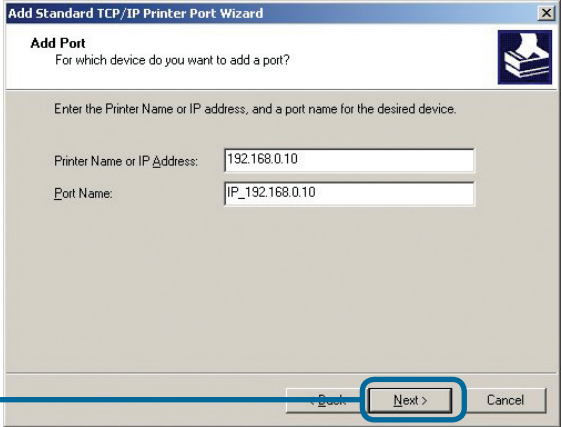 Add Standard TCP/IP Printer Port Wizard
Add Port
For which device do you want to add a port?
Enter the Printer Name or IP address, and a port name for the desired device.
Printer Name or IP Address: 192.168.0.10
Port Name: IP_192.168.0.10
< Back Next > Cancel